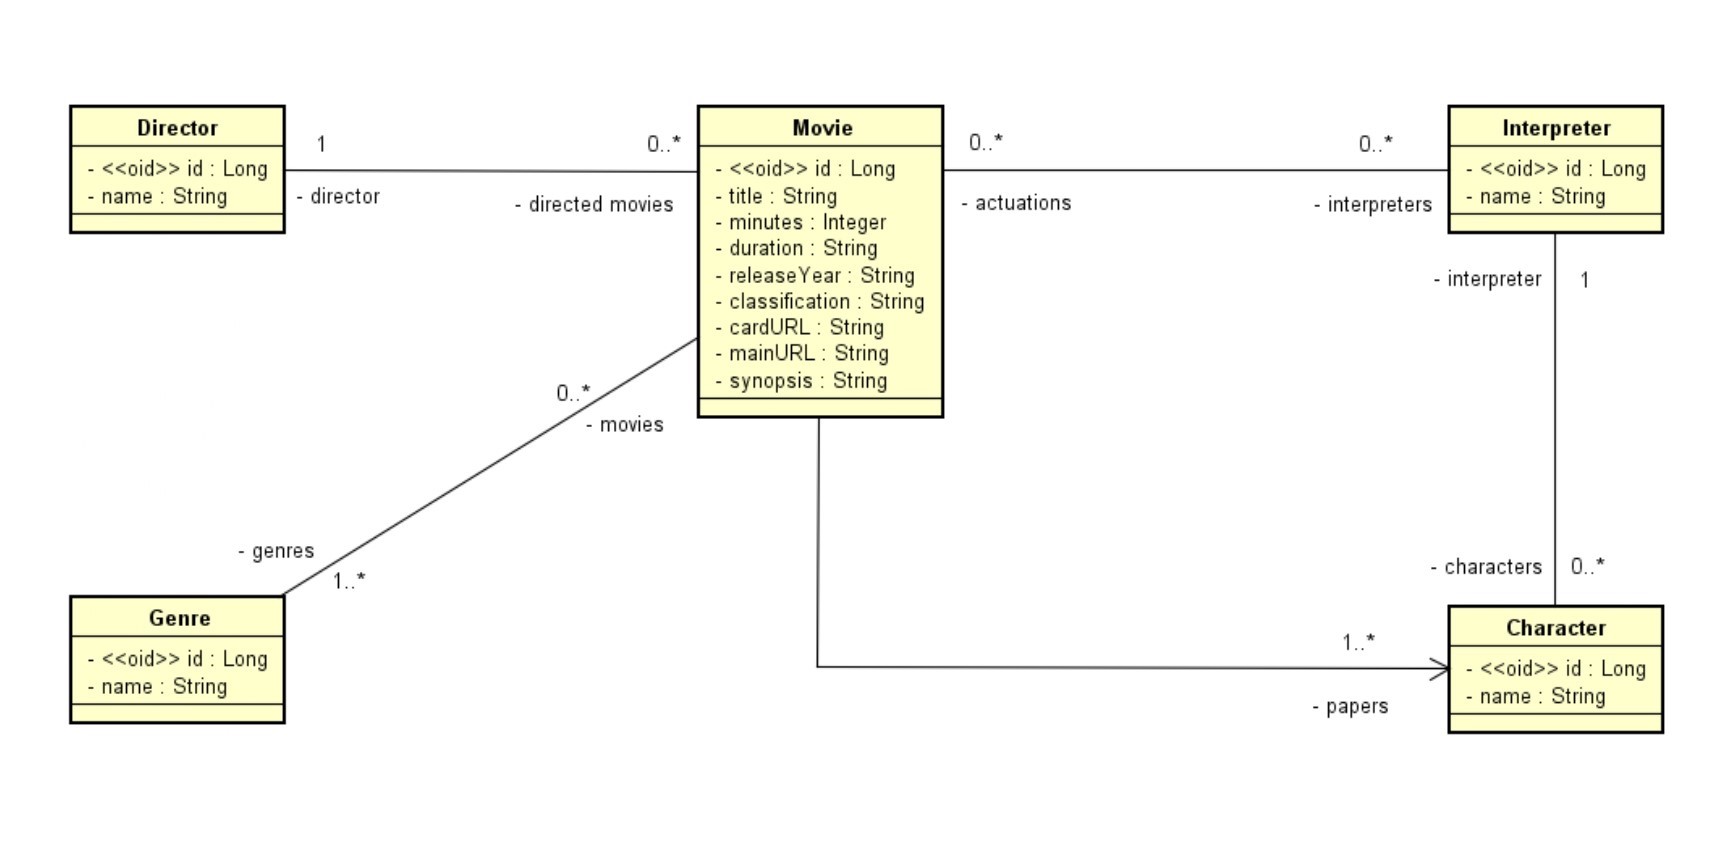 Director
- <<oid>> id : Long
- name : String
1
- director
0..*
- directed movies
Movie
- <<oid>> id : Long
- title : String
- minutes : Integer
- duration : String
- releaseYear : String
- classification : String
- cardURL : String
- mainURL : String
- synopsis : String
0..*
- actuations
0..*
- interpreters
Interpreter
- <<oid>> id : Long
- name : String
- interpreter
1
0..*
- movies
- genres
1..*
Genre
- <<oid>> id : Long
- name : String
- characters
0..*
1..*
- papers
Character
- <<oid>> id : Long
- name : String